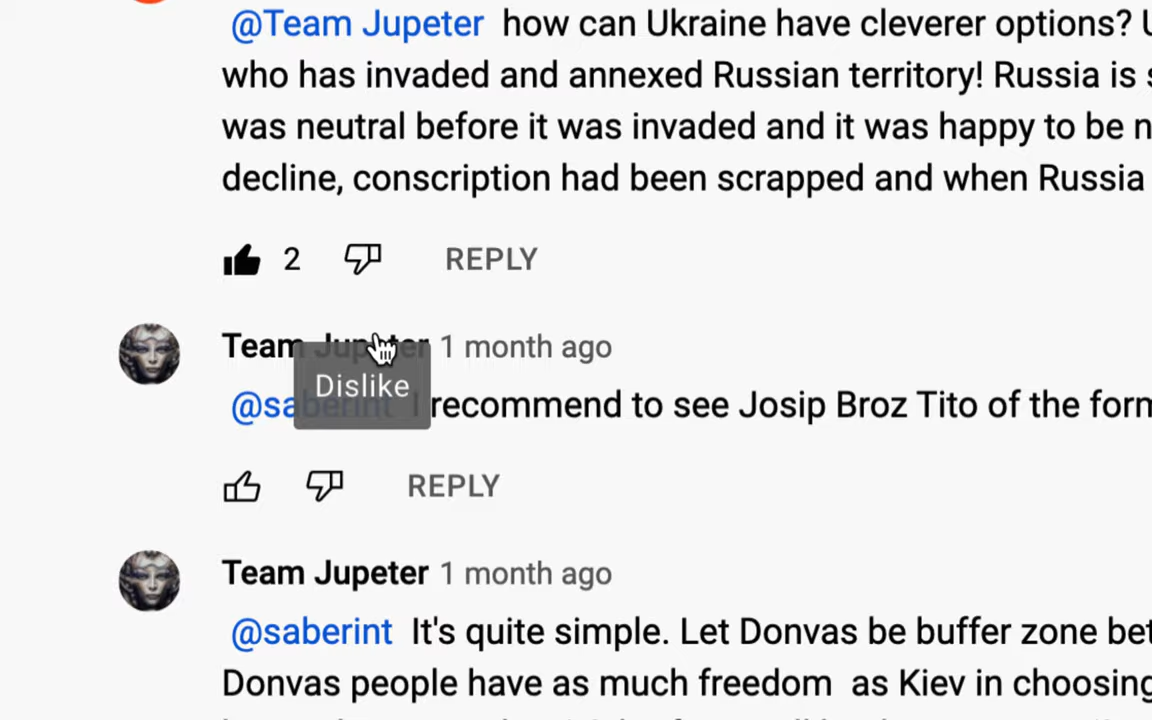 @Team Jupeter how can Ukraine have cleverer options?
who has invaded and annexed Russian territory! Russia is
was neutral before it was invaded and it was happy to be
decline, conscription had been scrapped and when Russia
2 REPLY
Team Jupeter 1 month ago
Dislike
@saberint I recommend to see Josip Broz Tito of the
REPLY
Team Jupeter 1 month ago
@saberint It's quite simple. Let Donvas be buffer zone
Donvas people have as much freedom as Kiev in choosing